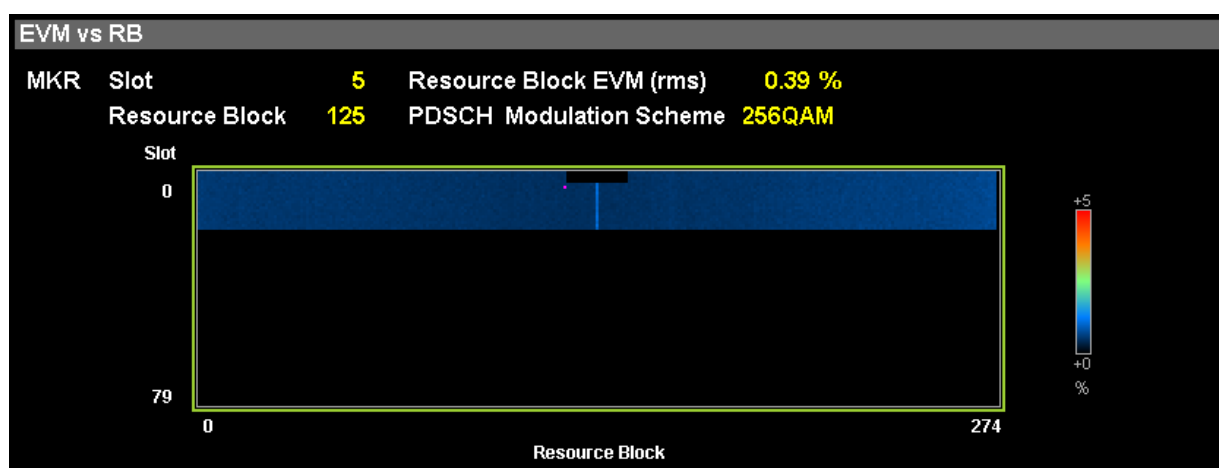 EVM vs RB
MKR Slot 5 Resource Block EVM (rms) 0.39 %
Resource Block 125 PDSCH Modulation Scheme 256QAM
Slot
0
+5
+0
%
79
0 274
Resource Block